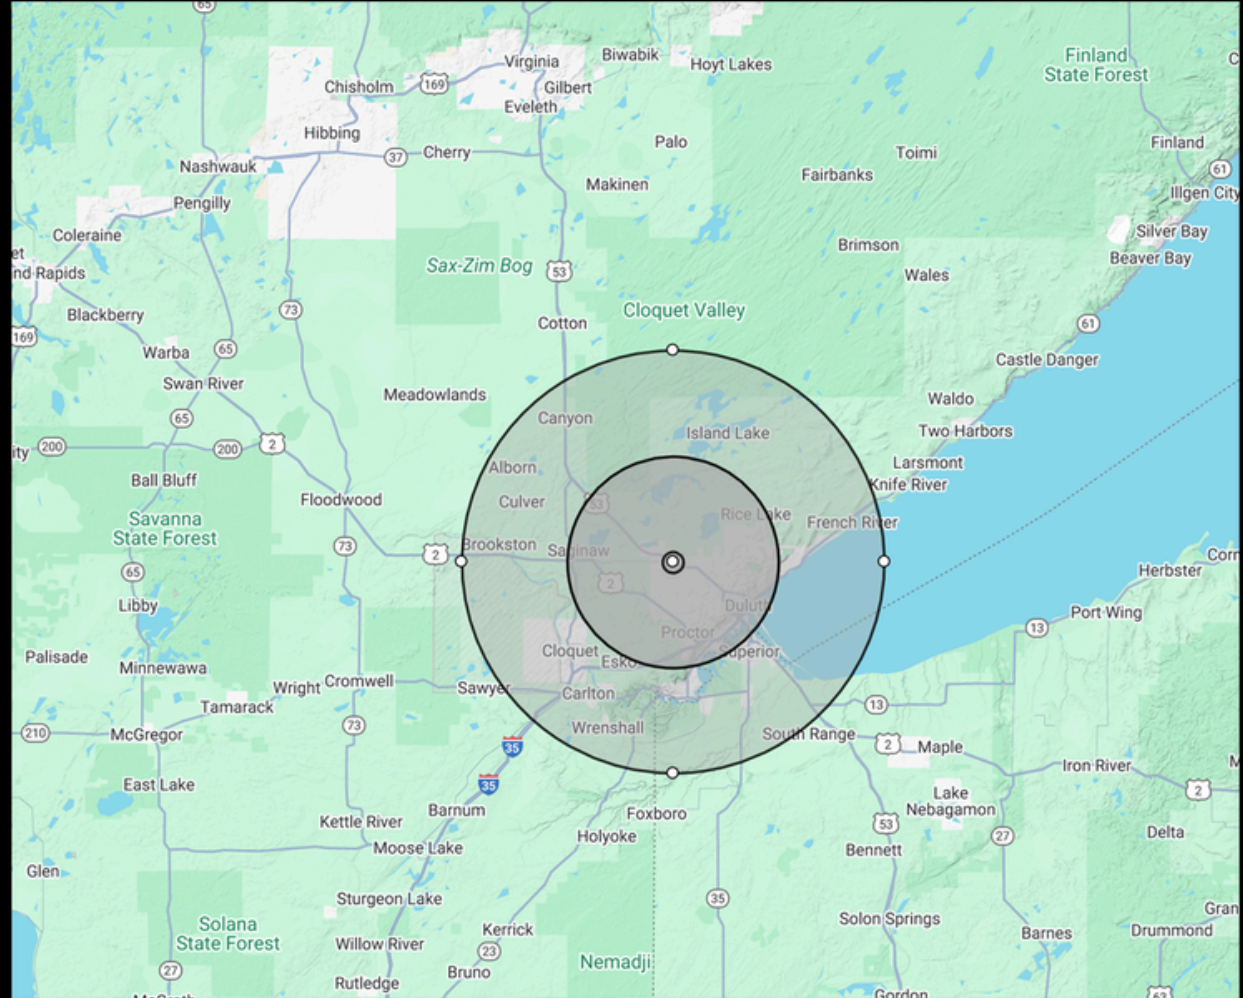 65
Virginia
Biwabik
Hoyt Lakes
Finland
State Forest
C
Chisholm
169
Gilbert
Eveleth
Hibbing
Palo
Finland
37
Cherry
Toimi
Nashwauk
Fairbanks
61
Makinen
Illgen City
Pengilly
Coleraine
Silver Bay
Brimson
et
nd Rapids
Sax-Zim Bog
53
Wales
Beaver Bay
73
Cloquet Valley
Blackberry
Cotton
61
169
Warba
65
Castle Danger
Swan River
Meadowlands
Waldo
65
Canyon
Island Lake
Two Harbors
ity
200
200
2
Alborn
Larsmont
Ball Bluff
Knife River
Floodwood
Culver
53
Rice Lake
French River
Savanna
State Forest
73
2
Brookston
Saginaw
Corn
65
2
Herbster
Libby
Duluth
Port Wing
13
Proctor
Palisade
Minnewawa
Cloquet
Esko
Superior
Wright
Cromwell
Sawyer
Carlton
Tamarack
13
73
Wrenshall
210
McGregor
South Range
35
2
Maple
M
Iron River
East Lake
35
2
Barnum
Lake
Nebagamon
Kettle River
Foxboro
53
Holyoke
27
Delta
Moose Lake
Bennett
Glen
Sturgeon Lake
35
Gran
Solana
State Forest
Solon Springs
Kerrick
Barnes
Drummond
Willow River
23
Nemadji
27
Bruno
Rutledge
McGrath
Gordon
63